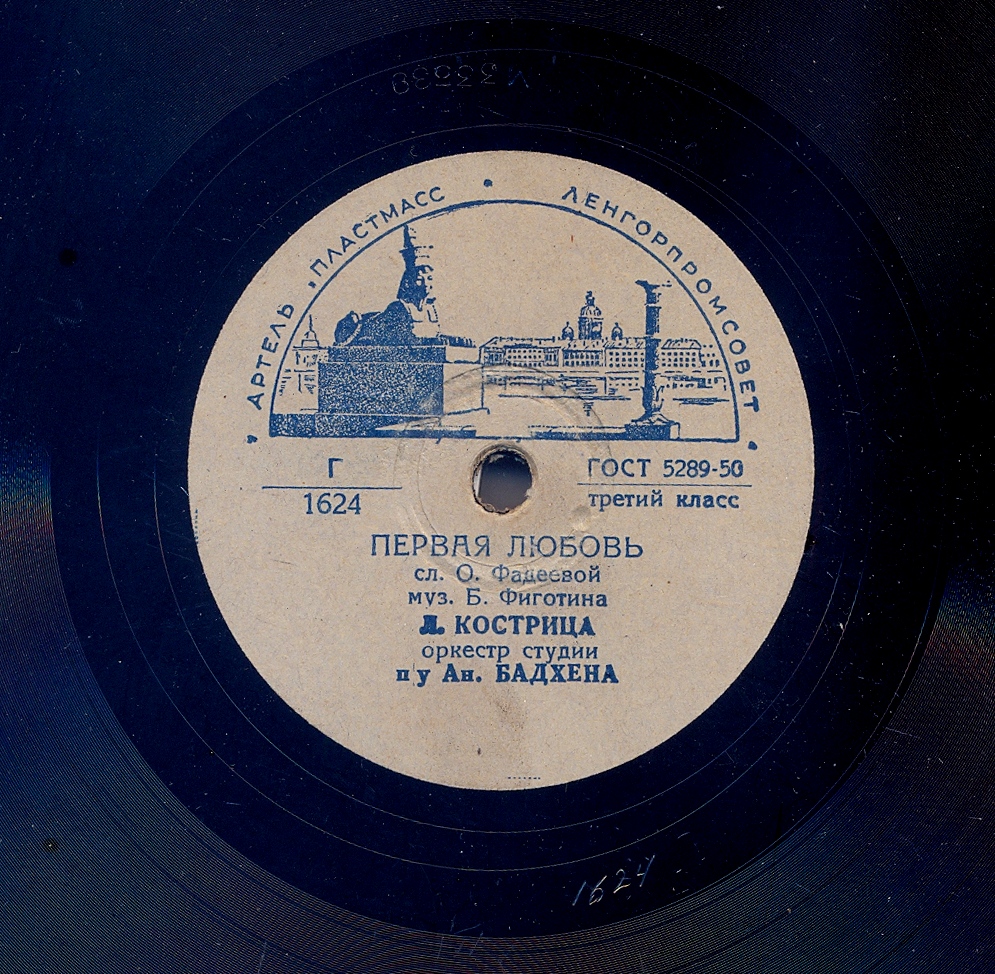 АРТЕЛЬ „ПЛАСТМАСС • ЛЕНГОРПРОМСОВЕТ
Г
1624
ГОСТ 5289-50
третий класс
ПЕРВАЯ ЛЮБОВЬ
сл. О. Фадеевой
муз. Б. Фиготина
Л. КОСТРИЦА
оркестр студии
п/у Ан. БАДХЕНА
1624